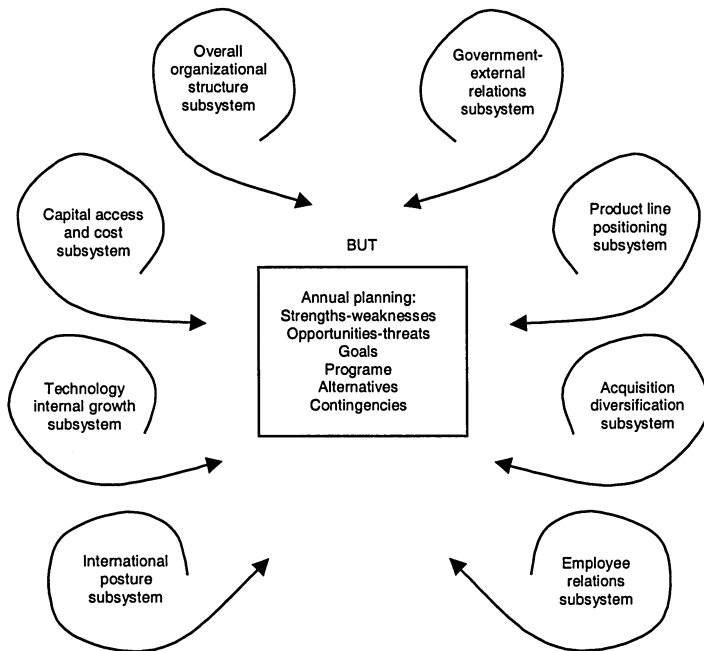 Overall
organizational
structure
subsystem
Government-
external
relations
subsystem
Capital access
and cost
subsystem
Product line
positioning
subsystem
BUT
Annual planning:
Strengths-weaknesses
Opportunities-threats
Goals
Programe
Alternatives
Contingencies
Technology
internal growth
subsystem
Acquisition
diversification
subsystem
International
posture
subsystem
Employee
relations
subsystem